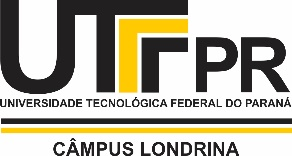 UTFPR
UNIVERSIDADE TECNOLÓGICA FEDERAL DO PARANÁ
CÂMPUS LONDRINA